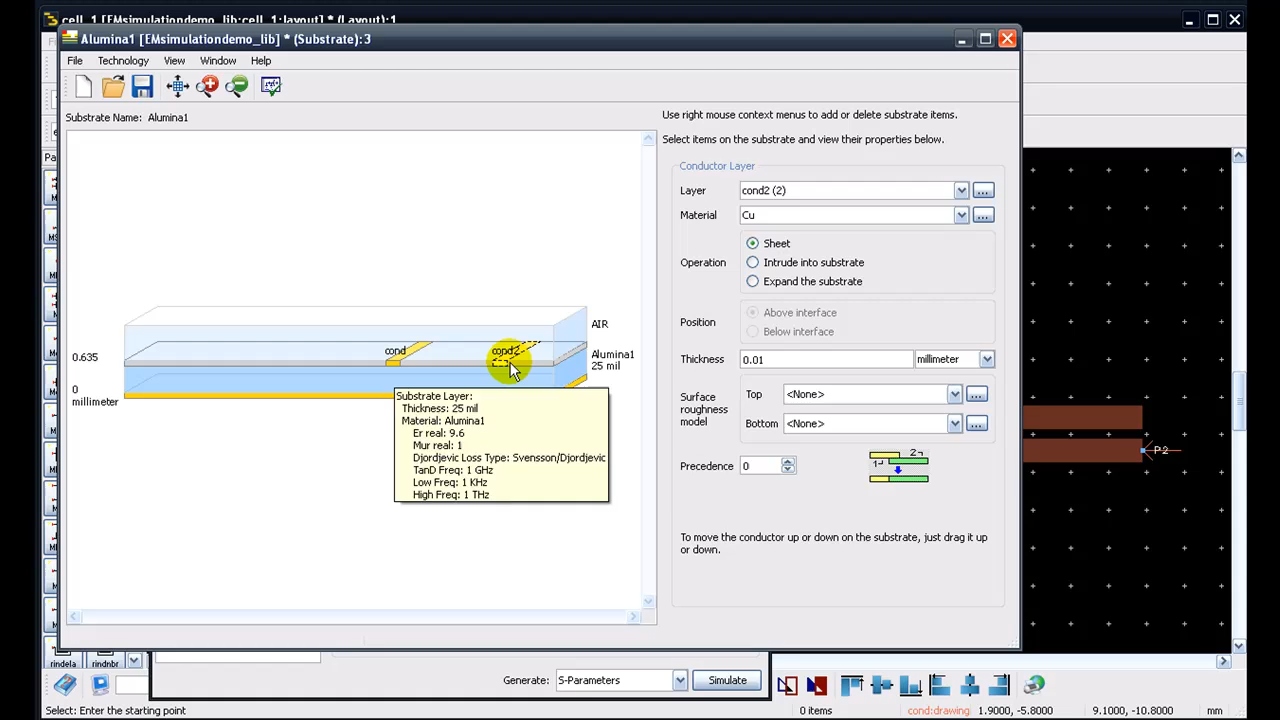 cell_1 [EMsimulationdemo_lib:cell_1:layout] * (Layout):1
Alumina1 [EMsimulationdemo_lib] * (Substrate):3
File Technology View Window Help
Substrate Name: Alumina1
Use right mouse context menus to add or delete substrate items.
Select items on the substrate and view their properties below.
Conductor Layer
Layer cond2 (2) ...
Material Cu ...
Operation
Sheet
Intrude into substrate
Expand the substrate
Position
Above interface
Below interface
Thickness 0.01 millimeter
Surface roughness model
Top <None> ...
Bottom <None> ...
Precedence 0
1 2
To move the conductor up or down on the substrate, just drag it up
or down.
AIR
cond cond2
0.635
Alumina1
25 mil
0
millimeter
Substrate Layer:
Thickness: 25 mil
Material: Alumina1
Er real: 9.6
Mur real: 1
Djordjevic Loss Type: Svensson/Djordjevic
TanD Freq: 1 GHz
Low Freq: 1 KHz
High Freq: 1 THz
P2
Pa
rindela rindnbr
Generate: S-Parameters Simulate
Select: Enter the starting point 0 items cond:drawing 1.9000, -5.8000 9.1000, -10.8000 mm